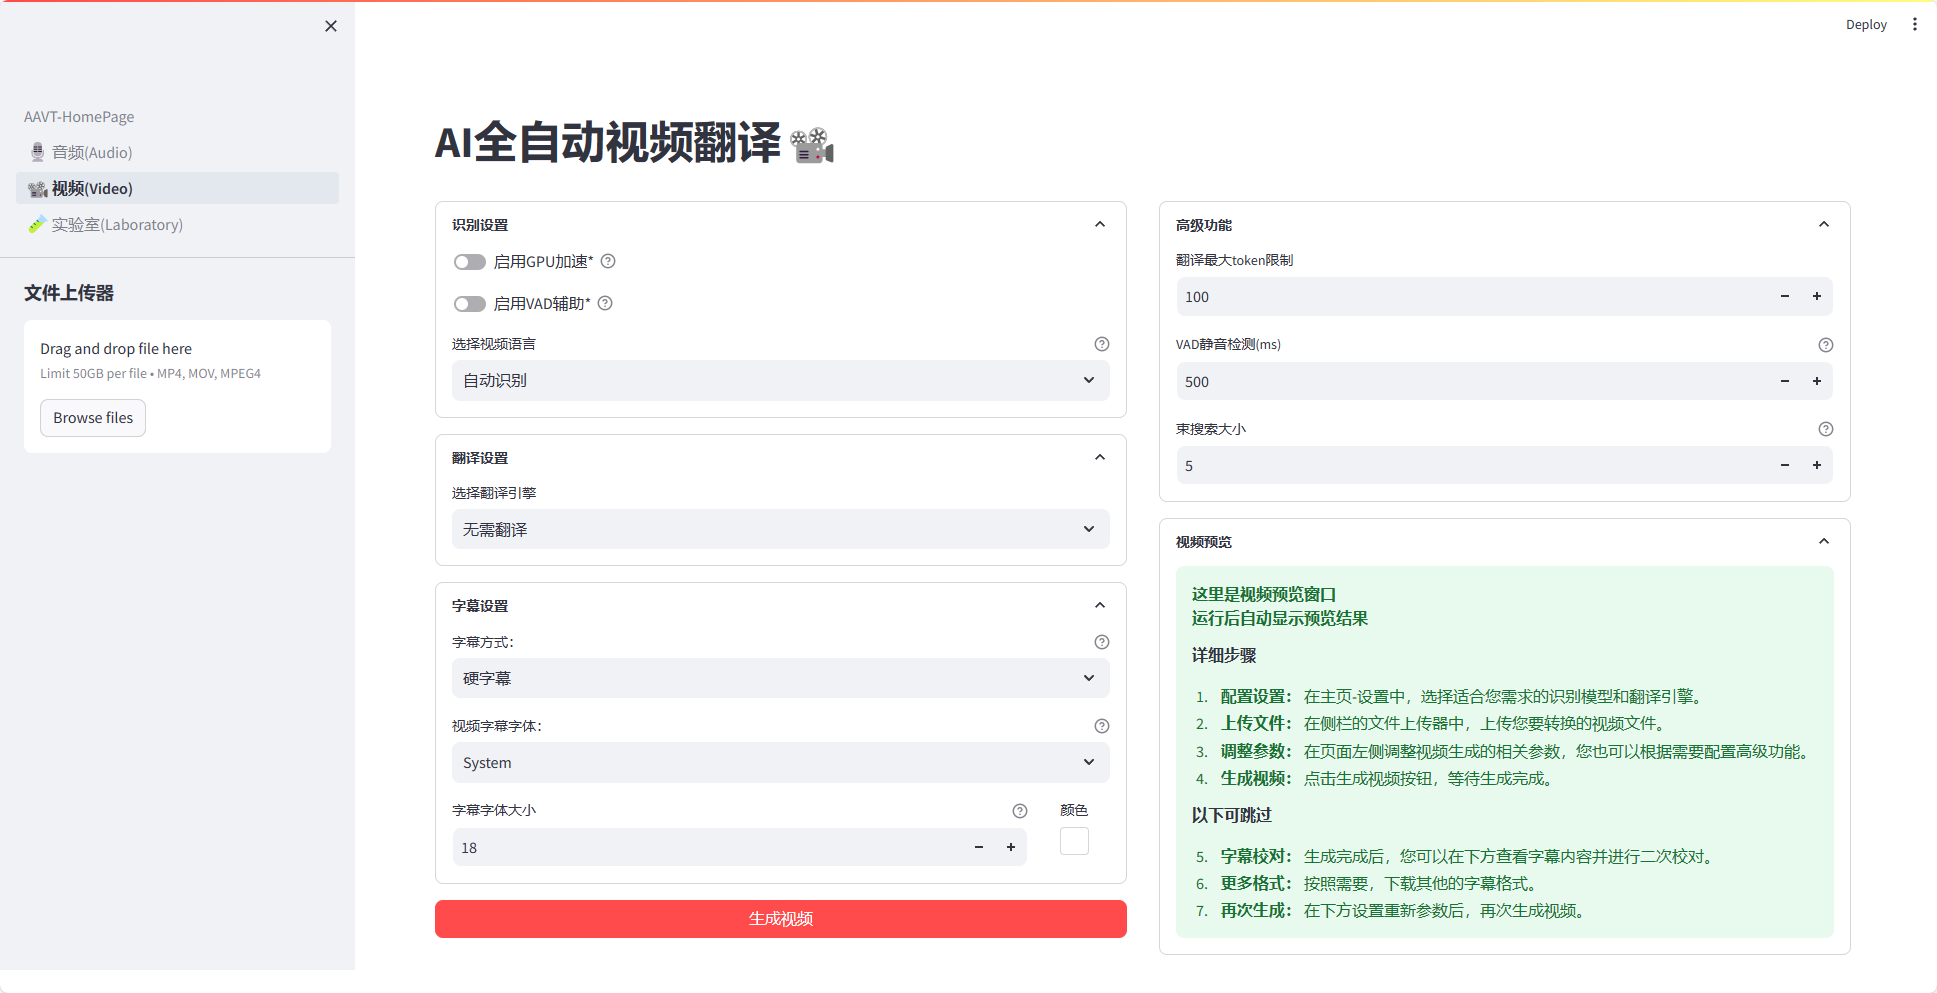 Deploy
AAVT-HomePage
音频(Audio)
视频(Video)
实验室(Laboratory)
文件上传器
Drag and drop file here
Limit 50GB per file • MP4, MOV, MPEG4
Browse files
AI全自动视频翻译
识别设置
启用GPU加速*
启用VAD辅助*
选择视频语言
自动识别
翻译设置
选择翻译引擎
无需翻译
字幕设置
字幕方式：
硬字幕
视频字幕字体：
System
字幕字体大小
颜色
18
生成视频
高级功能
翻译最大token限制
100
VAD静音检测(ms)
500
束搜索大小
5
视频预览
这里是视频预览窗口
运行后自动显示预览结果
详细步骤
1. 配置设置： 在主页-设置中，选择适合您需求的识别模型和翻译引擎。
2. 上传文件： 在侧栏的文件上传器中，上传您要转换的视频文件。
3. 调整参数： 在页面左侧调整视频生成的相关参数，您也可以根据需要配置高级功能。
4. 生成视频： 点击生成视频按钮，等待生成完成。
以下可跳过
5. 字幕校对： 生成完成后，您可以在下方查看字幕内容并进行二次校对。
6. 更多格式： 按照需要，下载其他的字幕格式。
7. 再次生成： 在下方设置重新参数后，再次生成视频。